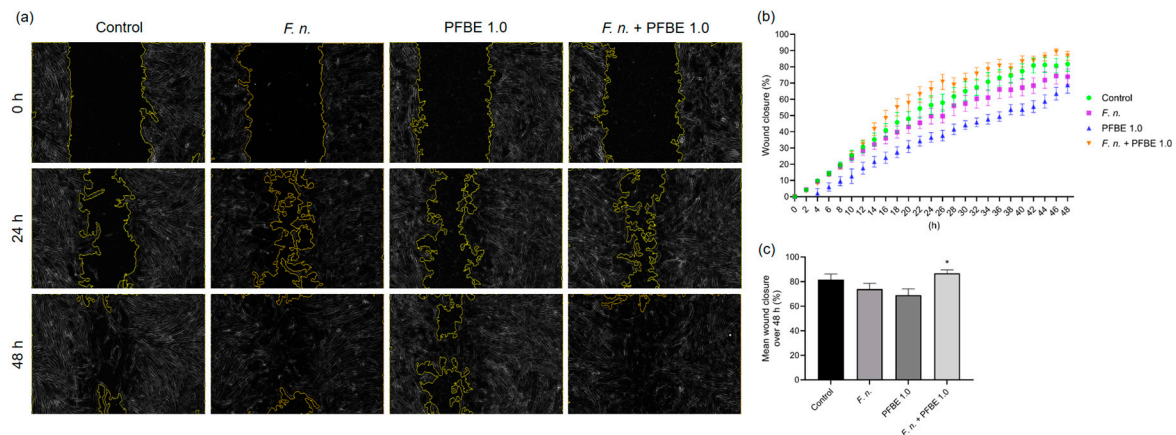 (a)
Control
F. n.
PFBE 1.0
F. n. + PFBE 1.0
0 h
24 h
48 h
(b)
Wound closure (%)
100
90
80
70
60
50
40
30
20
10
0
0 2 4 6 8 10 12 14 16 18 20 22 24 26 28 30 32 34 36 38 40 42 44 46 48
(h)
Control
F. n.
PFBE 1.0
F. n. + PFBE 1.0
(c)
Mean wound closure
over 48 h (%)
100
80
60
40
20
0
*
Control
F. n.
PFBE 1.0
F. n. + PFBE 1.0